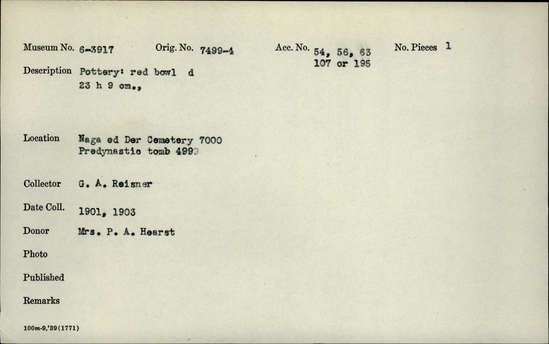 Museum No. 6-3917 Orig. No. 7499-4 Acc. No. 54, 56, 63 No. Pieces 1
107 or 195
Description Pottery: red bowl d
23 h 9 cm.,
Location Naga ed Der Cemetery 7000
Predynastic tomb 4999
Collector G. A. Reisner
Date Coll. 1901, 1903
Donor Mrs. P. A. Hearst
Photo
Published
Remarks
100m-9,'39(1771)